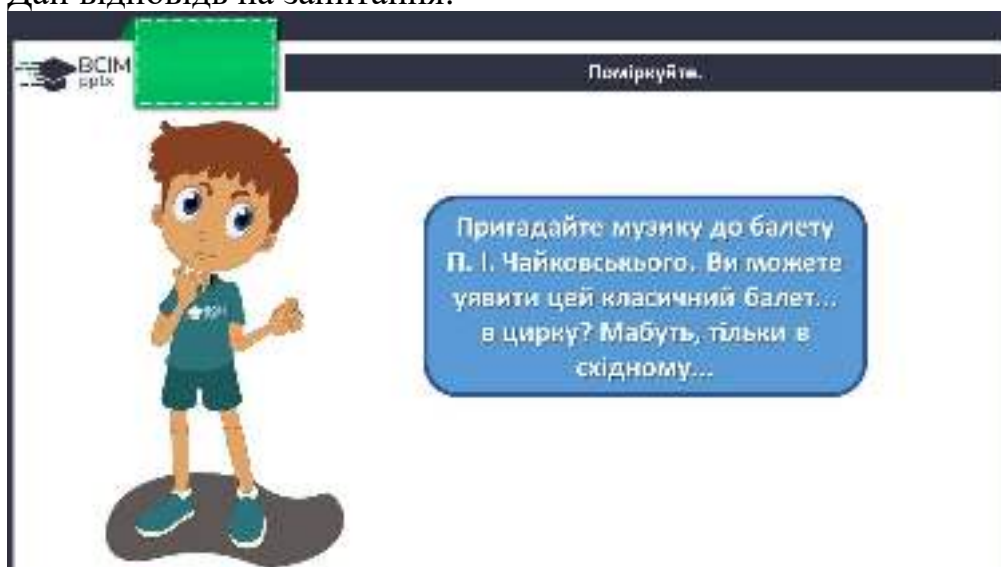 Дай відповідь на запитання.
ВСІМ
pptx
Поміркуйте.
Пригадайте музику до балету
П. І. Чайковського. Ви можете
уявити цей класичний балет...
в цирку? Мабуть, тільки в
східному...